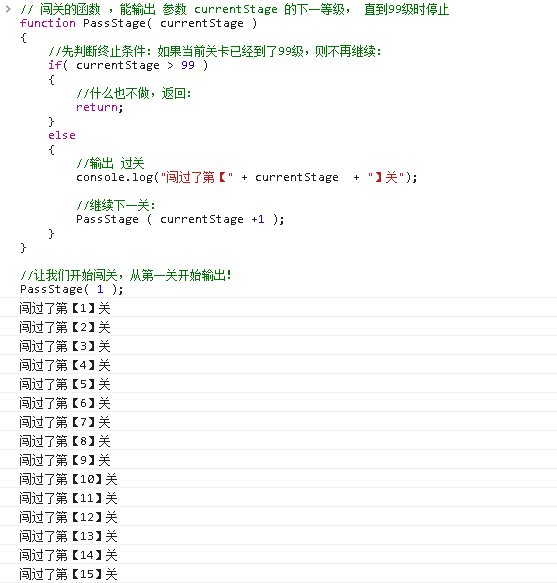 // 闯关的函数 ，能输出 参数 currentStage 的下一等级， 直到99级时停止
function PassStage( currentStage )
{
//先判断终止条件：如果当前关卡已经到了99级，则不再继续：
if( currentStage > 99 )
{
//什么也不做，返回：
return;
}
else
{
//输出 过关
console.log("闯过了第【" + currentStage  + "】关");
//继续下一关：
PassStage ( currentStage +1 );
}
}
//让我们开始闯关，从第一关开始输出！
PassStage( 1 );
闯过了第【1】关
闯过了第【2】关
闯过了第【3】关
闯过了第【4】关
闯过了第【5】关
闯过了第【6】关
闯过了第【7】关
闯过了第【8】关
闯过了第【9】关
闯过了第【10】关
闯过了第【11】关
闯过了第【12】关
闯过了第【13】关
闯过了第【14】关
闯过了第【15】关